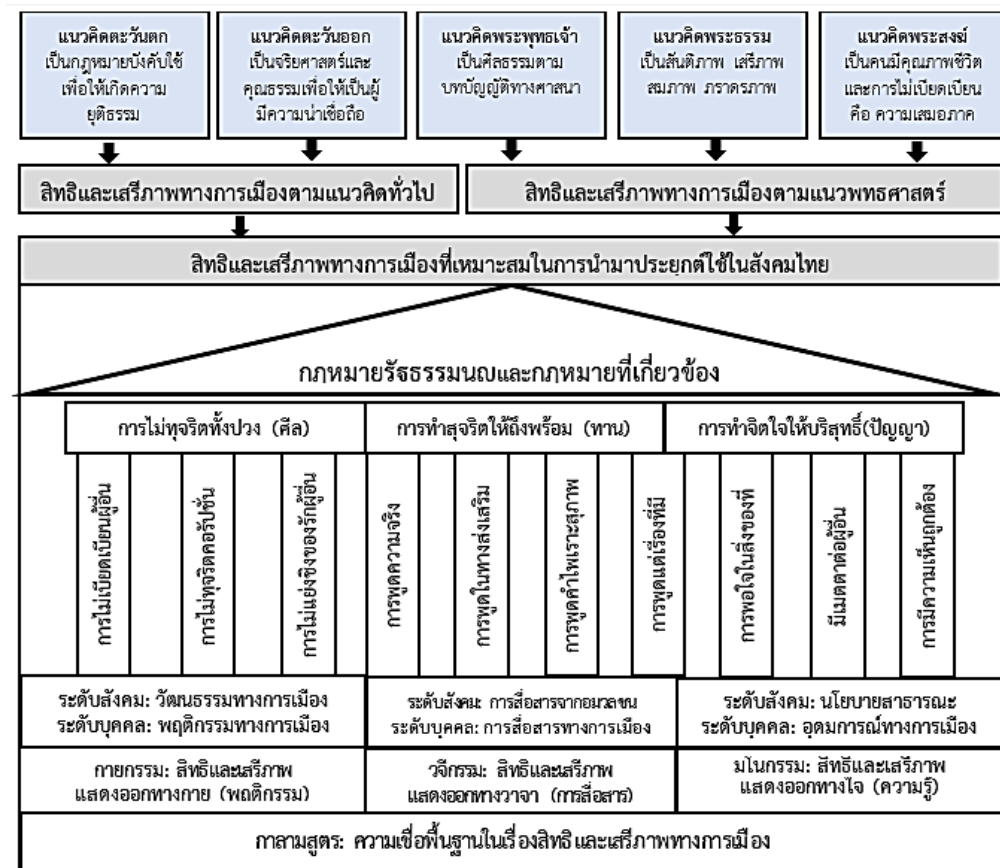 แนวคิดตะวันตก
เป็นกฎหมายบังคับใช้
เพื่อให้เกิดความ
ยุติธรรม
แนวคิดตะวันออก
เป็นจริยศาสตร์และ
คุณธรรมเพื่อให้เป็นผู้
มีความน่าเชื่อถือ
แนวคิดพระพุทธเจ้า
เป็นศีลธรรมตาม
บทบัญญัติทางศาสนา
แนวคิดพระธรรม
เป็นสันติภาพ เสรีภาพ
สมภาพ ภราดรภาพ
แนวคิดพระสงฆ์
เป็นคนมีคุณภาพชีวิต
และการไม่เบียดเบียน
คือ ความเสมอภาค
สิทธิและเสรีภาพทางการเมืองตามแนวคิดทั่วไป
สิทธิและเสรีภาพทางการเมืองตามแนวพทธศาสตร์
สิทธิและเสรีภาพทางการเมืองที่เหมาะสมในการนำมาประยุกต์ใช้ในสังคมไทย
กฎหมายรัฐธรรมนูญและกฎหมายที่เกี่ยวข้อง
การไม่ทุจริตทั้งปวง (ศีล)
การทำสุจริตให้ถึงพร้อม (ทาน)
การทำจิตใจให้บริสุทธิ์(ปัญญา)
การไม่เบียดเบียนผู้อื่น
การไม่ทุจริตคอรัปชั่น
การไม่แย่งชิงของรักผู้อื่น
การพูดความจริง
การพูดในทางส่งเสริม
การพูดคำไพเราะสุภาพ
การพูดแต่เรื่องที่มี
การพอใจในสิ่งของที่
มีเมตตาต่อผู้อื่น
การมีความเห็นถูกต้อง
ระดับสังคม: วัฒนธรรมทางการเมือง
ระดับบุคคล: พฤติกรรมทางการเมือง
ระดับสังคม: การสื่อสารจากมวลชน
ระดับบุคคล: การสื่อสารทางการเมือง
ระดับสังคม: นโยบายสาธารณะ
ระดับบุคคล: อุดมการณ์ทางการเมือง
กายกรรม: สิทธิและเสรีภาพ
แสดงออกทางกาย (พฤติกรรม)
วจีกรรม: สิทธิและเสรีภาพ
แสดงออกทางวาจา (การสื่อสาร)
มโนกรรม: สิทธิและเสรีภาพ
แสดงออกทางใจ (ความรู้)
กาลามสูตร: ความเชื่อพื้นฐานในเรื่องสิทธิและเสรีภาพทางการเมือง